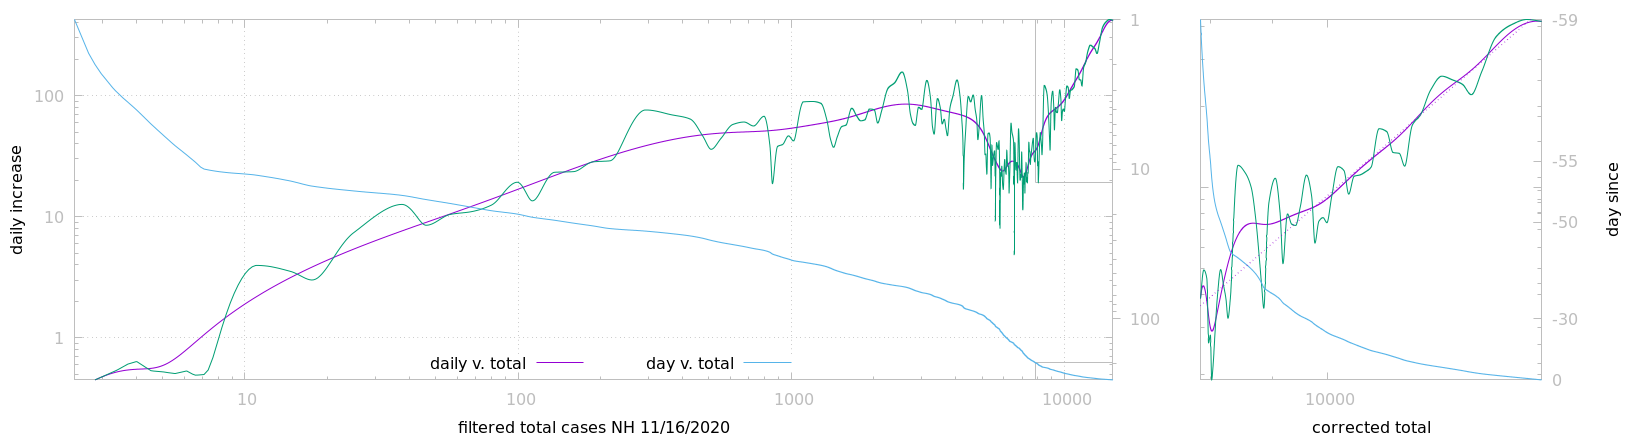 daily increase
100
10
1
10
100
1000
10000
1
10
100
daily v. total
day v. total
filtered total cases NH 11/16/2020
-59
-55
-50
-30
0
day since
10000
corrected total